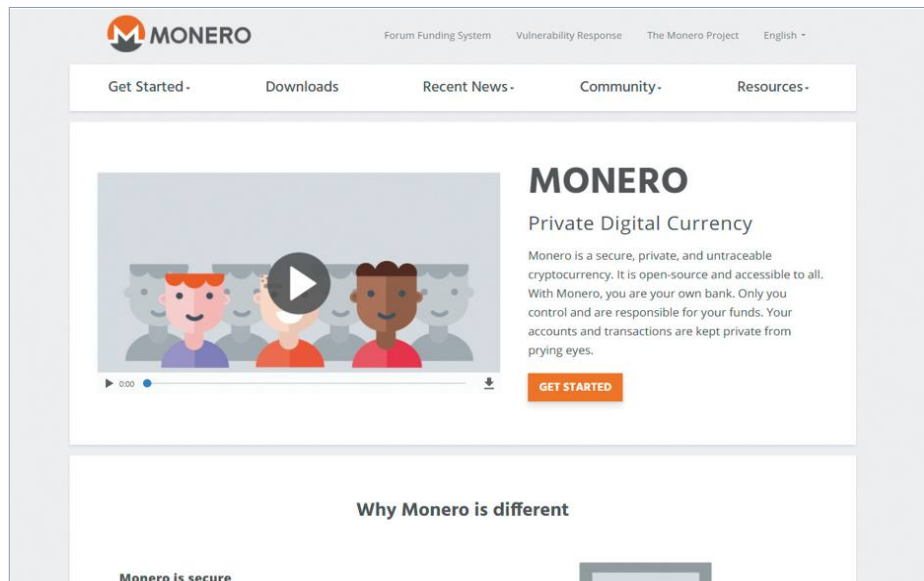 MONERO
Forum Funding System Vulnerability Response The Monero Project English
Get Started Downloads Recent News Community Resources
MONERO
Private Digital Currency
Monero is a secure, private, and untraceable
cryptocurrency. It is open-source and accessible to all.
With Monero, you are your own bank. Only you
control and are responsible for your funds. Your
accounts and transactions are kept private from
prying eyes.
0:00
GET STARTED
Why Monero is different
Monero is secure